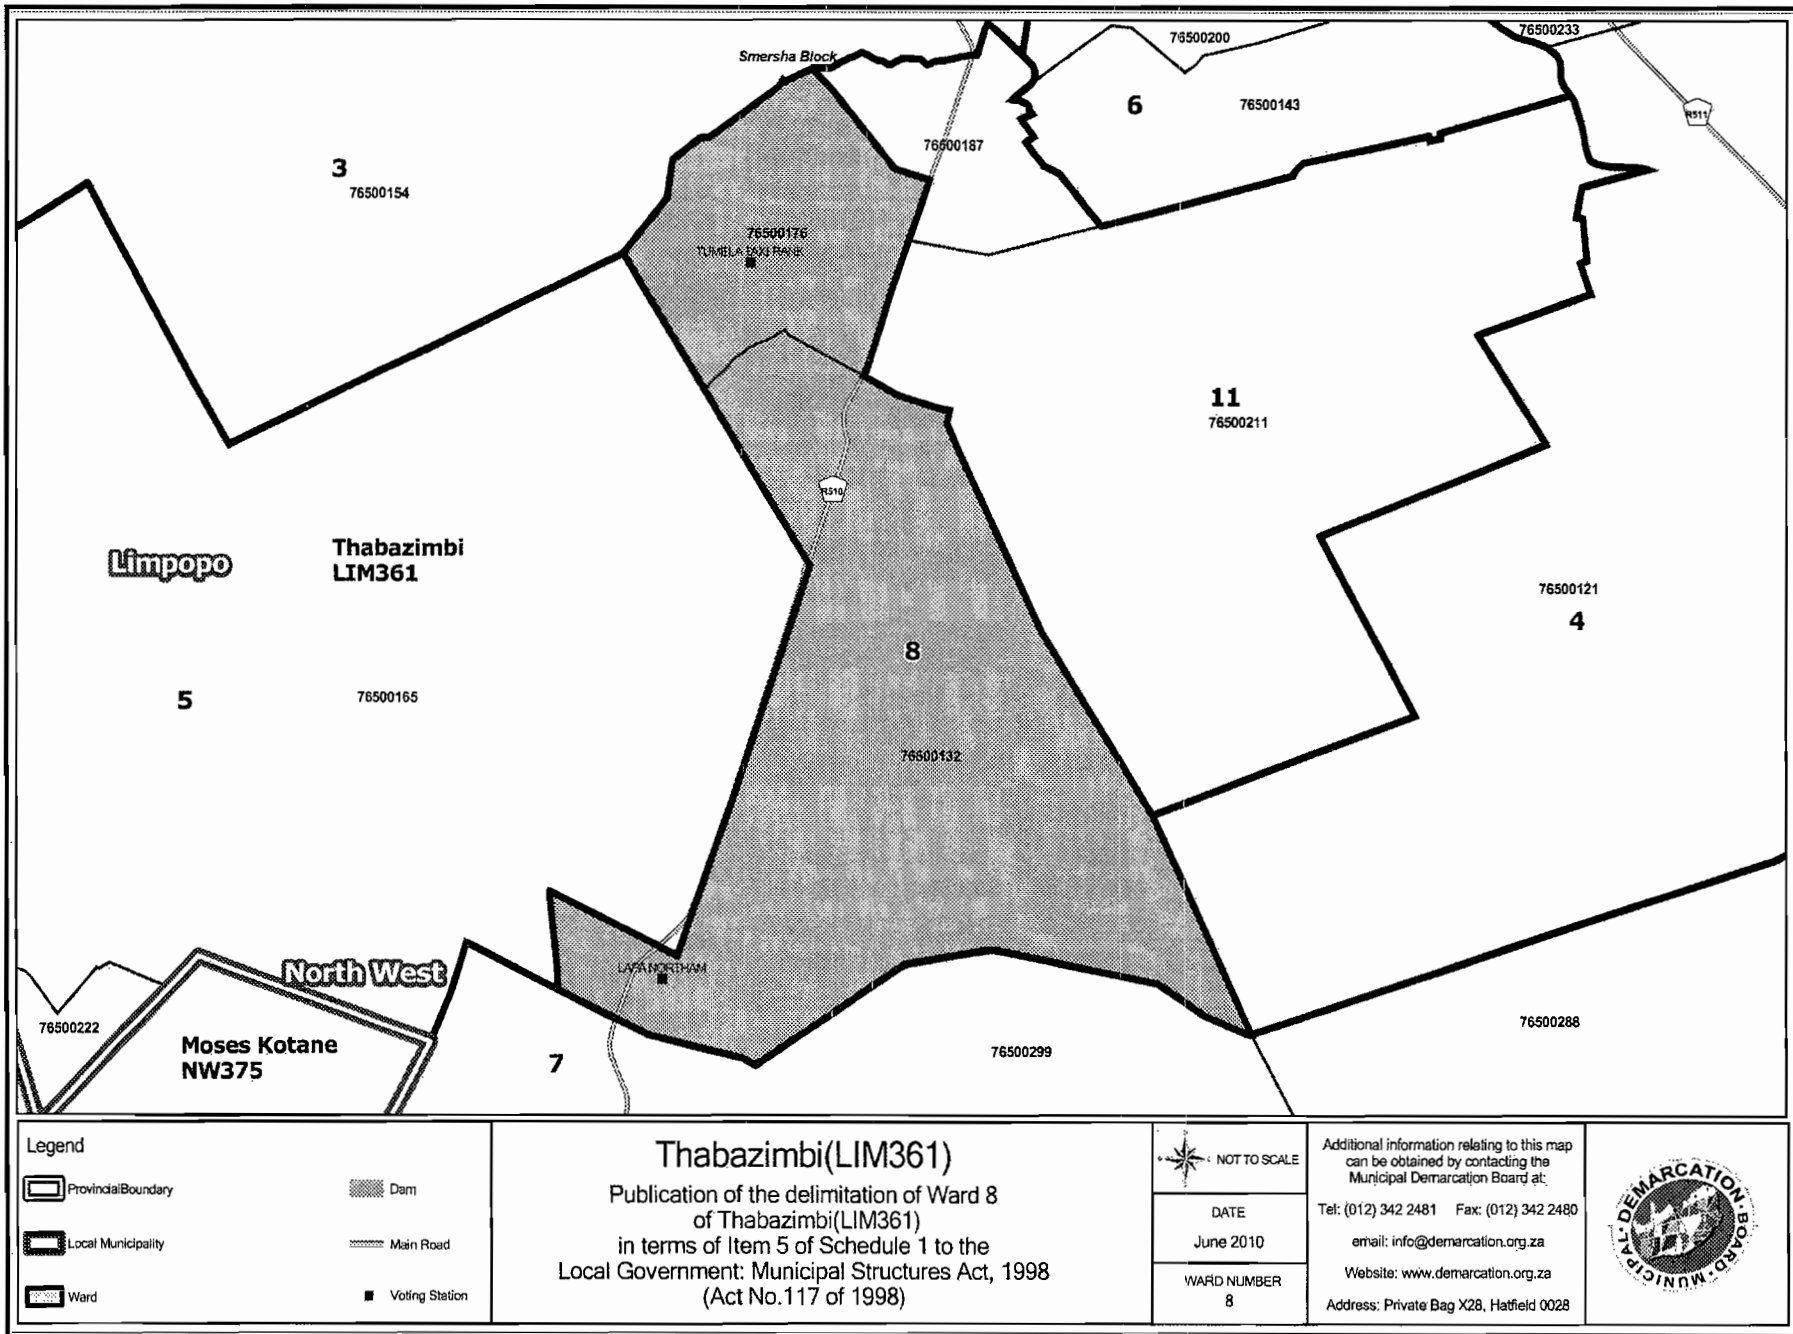 Smersha Block
76500200
76500233
6
76500143
R511
76500187
3
76500154
76500176
TUMELA TAXI RANK
11
76500211
R510
Limpopo
Thabazimbi
LIM361
76500121
4
8
5
76500165
76500132
North West
LAPA NORTHAM
76500222
Moses Kotane
NW375
7
76500299
76500288
Legend
ProvincialBoundary
Dam
Local Municipality
Main Road
Ward
Voting Station
Thabazimbi(LIM361)
Publication of the delimitation of Ward 8
of Thabazimbi(LIM361)
in terms of Item 5 of Schedule 1 to the
Local Government: Municipal Structures Act, 1998
(Act No.117 of 1998)
NOT TO SCALE
DATE
June 2010
WARD NUMBER
8
Additional information relating to this map
can be obtained by contacting the
Municipal Demarcation Board at:
Tel: (012) 342 2481 Fax: (012) 342 2480
email: info@demarcation.org.za
Website: www.demarcation.org.za
Address: Private Bag X28, Hatfield 0028
MUNICIPAL DEMARCATION BOARD